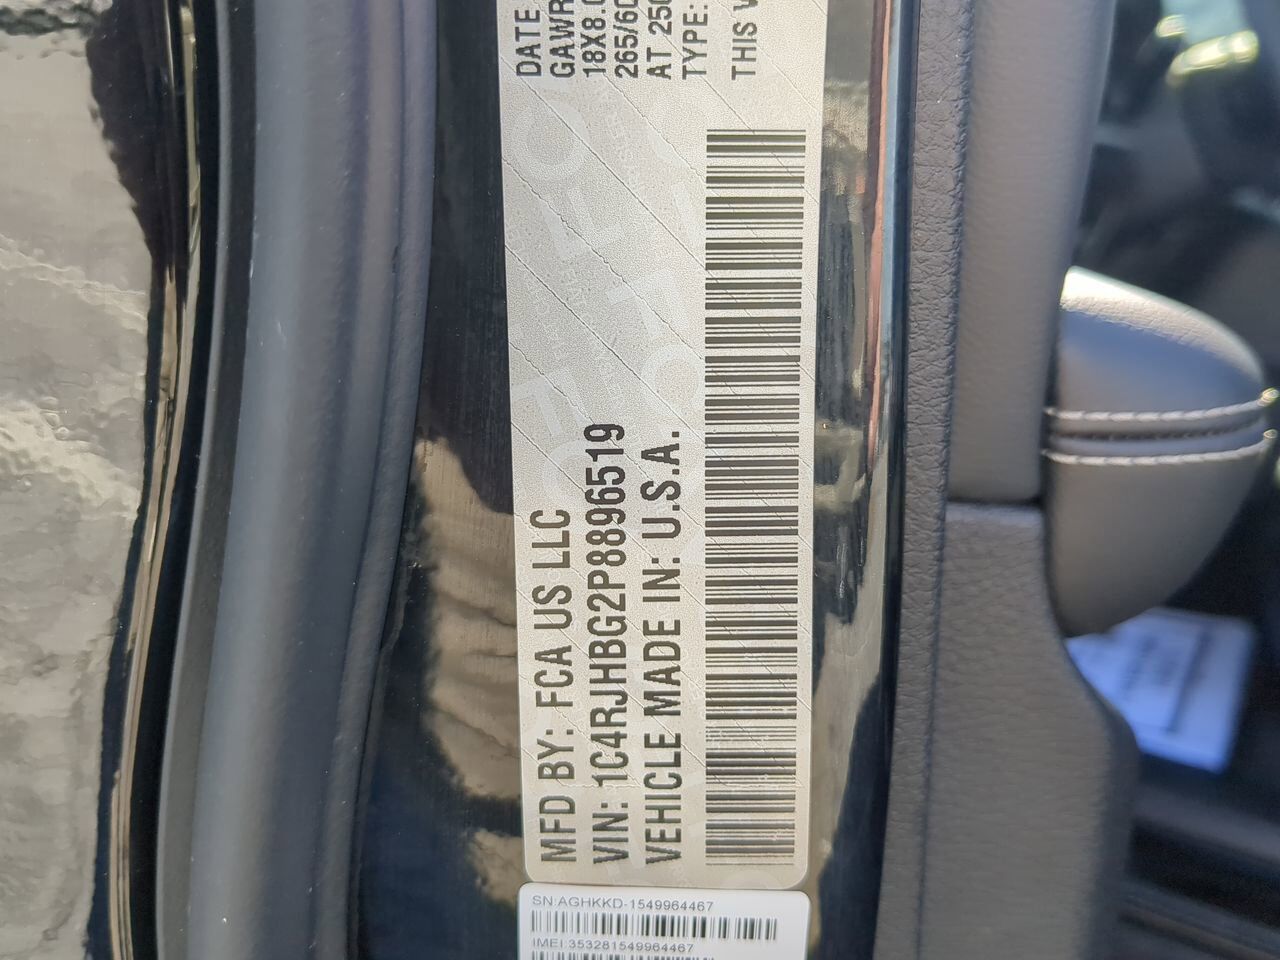 MFD BY: FCA US LLC
VIN: 1C4RJHBG2P8896519
VEHICLE MADE IN: U.S.A.
DATE
GAWR
18X8.0
265/60
AT 250
TYPE:
THIS V
SN:AGHKKD-1549964467
IMEI:353281549964467